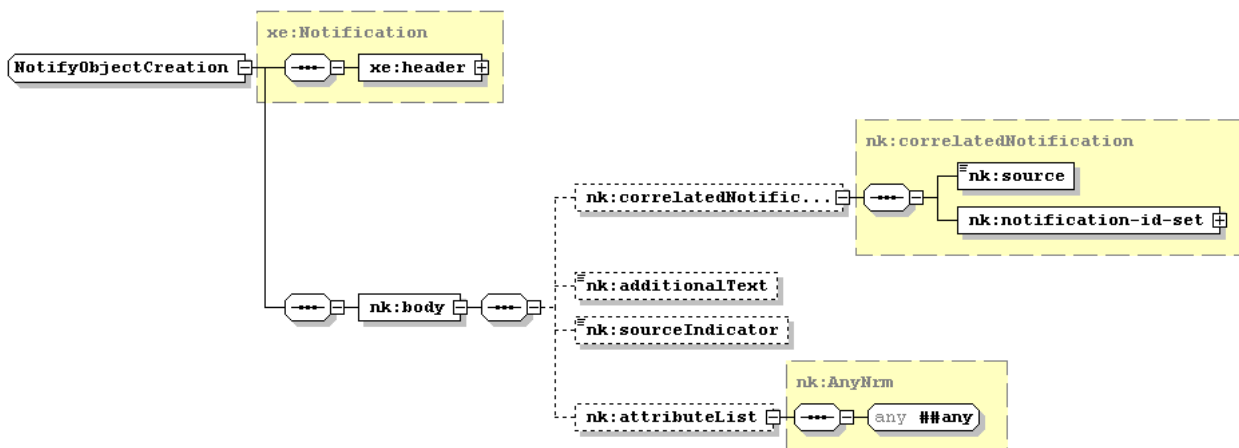 xe:Notification
NotifyObjectCreation
xe:header
nk:correlatedNotification
nk:source
nk:correlatedNotific...
nk:notification-id-set
nk:additionalText
nk:body
nk:sourceIndicator
nk:AnyNrm
nk:attributeList
any ##any